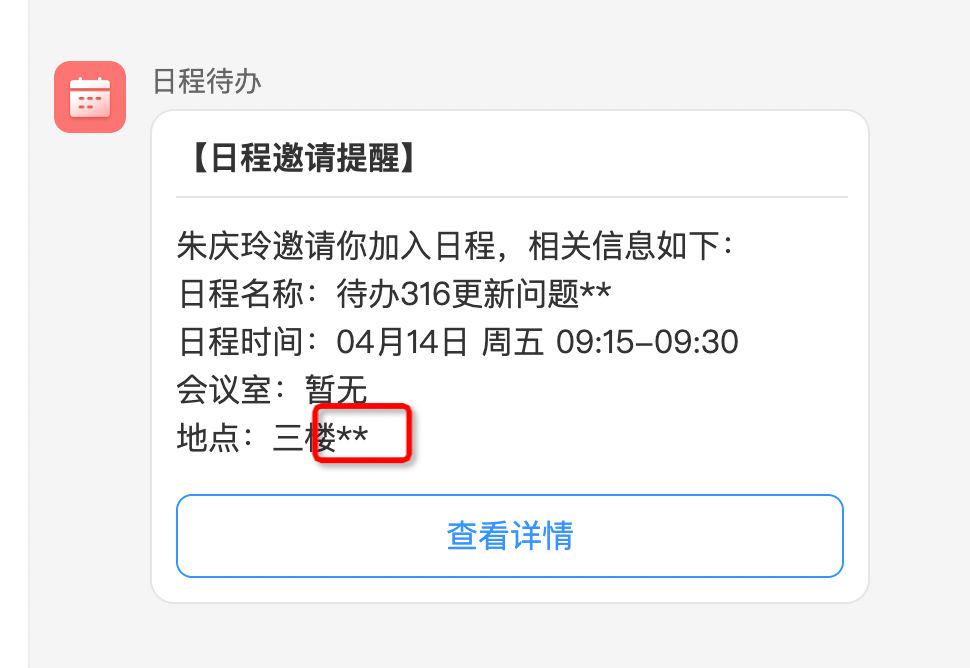 日程待办
【日程邀请提醒】
朱庆玲邀请你加入日程，相关信息如下：
日程名称：待办316更新问题**
日程时间：04月14日 周五 09:15–09:30
会议室：暂无
地点：三楼**
查看详情